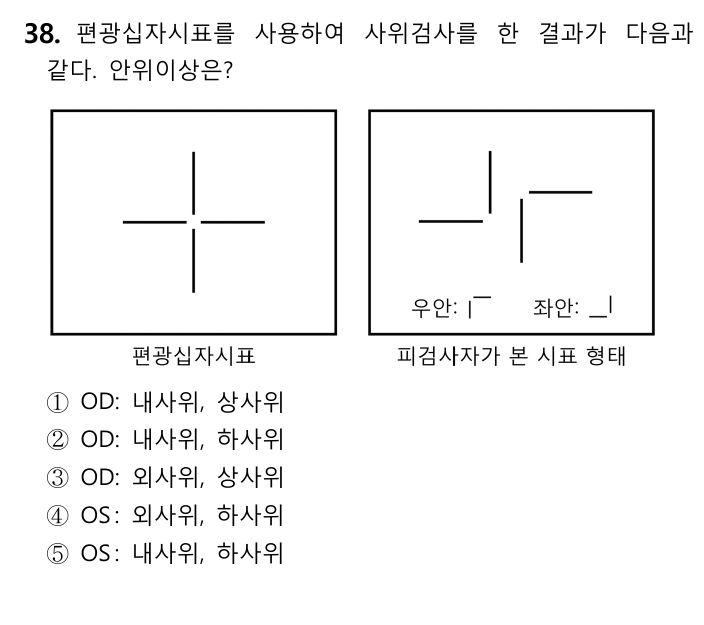 38. 편광십자시표를 사용하여 사위검사를 한 결과가 다음과
같다. 안위이상은?
우안: 좌안:
편광십자시표 피검사자가 본 시표 형태
① OD: 내사위, 상사위
② OD: 내사위, 하사위
③ OD: 외사위, 상사위
④ OS: 외사위, 하사위
⑤ OS: 내사위, 하사위